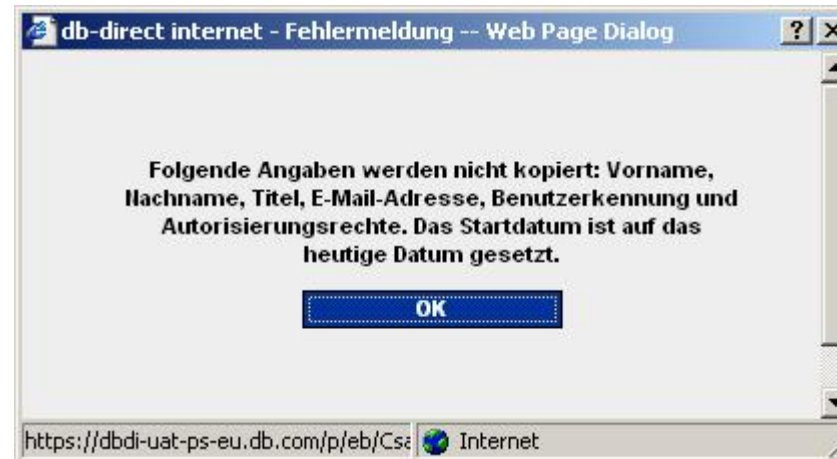 db-direct internet - Fehlermeldung -- Web Page Dialog
Folgende Angaben werden nicht kopiert: Vorname,
Nachname, Titel, E-Mail-Adresse, Benutzerkennung und
Autorisierungsrechte. Das Startdatum ist auf das
heutige Datum gesetzt.
OK
https://dbdi-uat-ps-eu.db.com/p/eb/Csa Internet